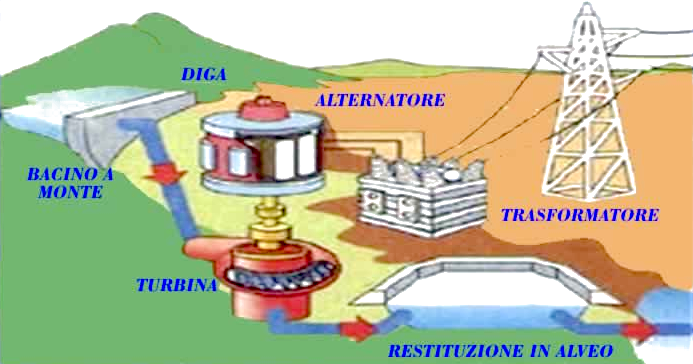 DIGA
ALTERNATORE
BACINO A
MONTE
TRASFORMATORE
TURBINA
RESTITUZIONE IN ALVEO